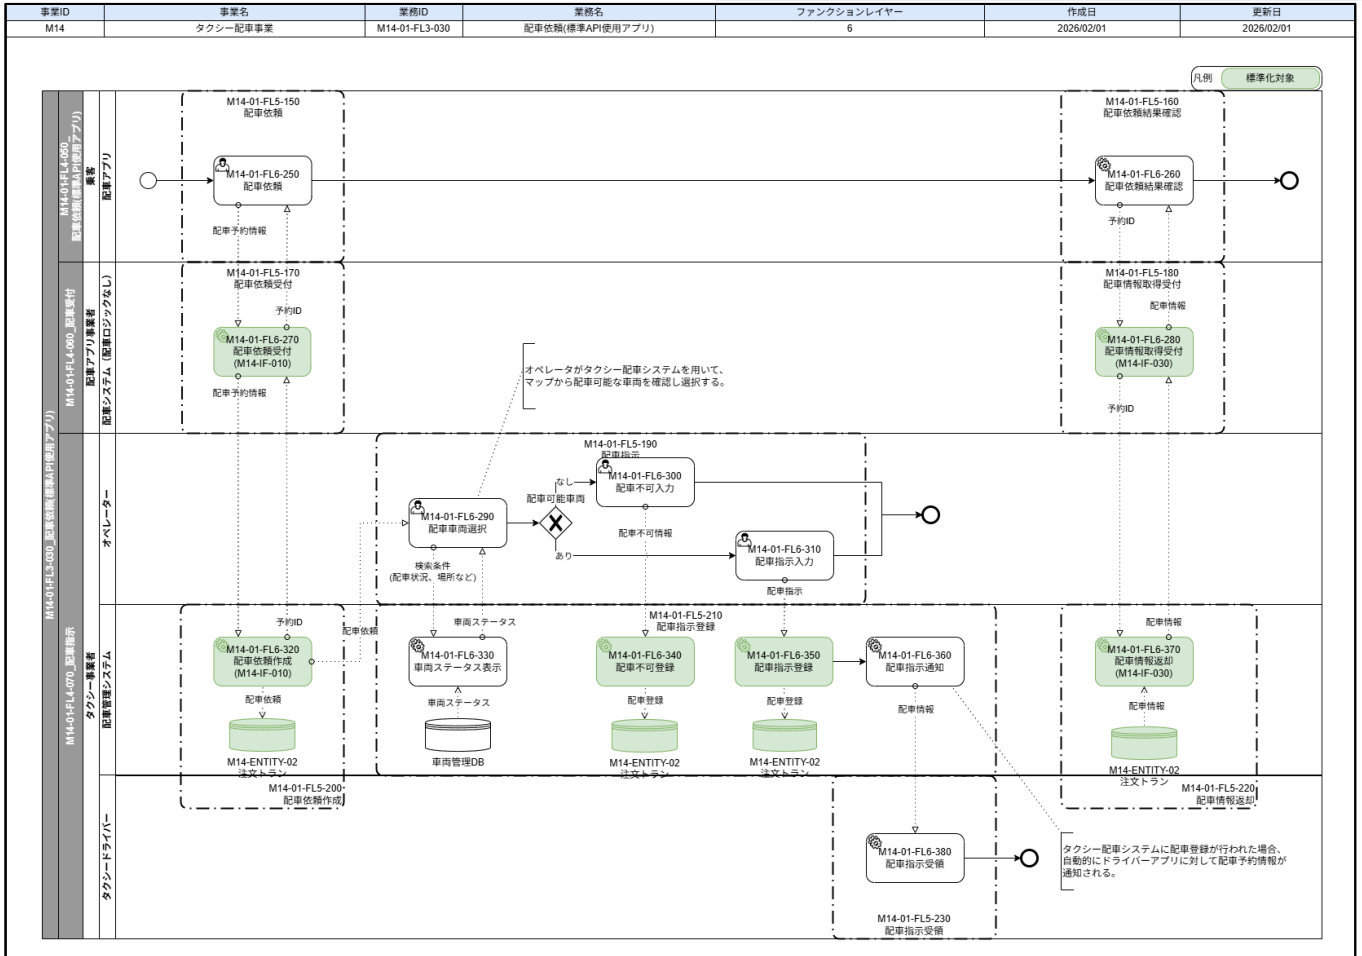 事業ID 事業名 業務ID 業務名 ファンクションレイヤー 作成日 更新日
M14 タクシー配車事業 M14-01-FL3-030 配車依頼(標準API使用アプリ) 6 2026/02/01 2026/02/01
凡例 標準化対象
M14-01-FL3-030_配車依頼(標準API使用アプリ)
M14-01-FL4-050_
配車依頼(標準API使用アプリ)
乗客
配車アプリ
M14-01-FL5-150
配車依頼
M14-01-FL6-250
配車依頼
配車予約情報
M14-01-FL5-160
配車依頼結果確認
M14-01-FL6-260
配車依頼結果確認
予約ID
M14-01-FL4-060_配車受付
配車アプリ事業者
配車システム（配車ロジックなし）
M14-01-FL5-170
配車依頼受付
予約ID
M14-01-FL6-270
配車依頼受付
(M14-IF-010)
配車予約情報
M14-01-FL5-180
配車情報取得受付
配車情報
M14-01-FL6-280
配車情報取得受付
(M14-IF-030)
予約ID
オペレータがタクシー配車システムを用いて、
マップから配車可能な車両を確認し選択する。
M14-01-FL4-070_配車指示
タクシー事業者
オペレーター
M14-01-FL5-190
配車指示
M14-01-FL6-290
配車車両選択
配車可能車両
なし
あり
M14-01-FL6-300
配車不可入力
配車不可情報
M14-01-FL6-310
配車指示入力
配車指示
検索条件
(配車状況、場所など)
配車管理システム
予約ID
M14-01-FL6-320
配車依頼作成
(M14-IF-010)
配車依頼
配車依頼
M14-ENTITY-02
注文トラン
M14-01-FL5-200
配車依頼作成
車両ステータス
M14-01-FL6-330
車両ステータス表示
車両ステータス
車両管理DB
M14-01-FL5-210
配車指示登録
M14-01-FL6-340
配車不可登録
配車登録
M14-ENTITY-02
注文トラン
M14-01-FL6-350
配車指示登録
配車登録
M14-ENTITY-02
注文トラン
M14-01-FL6-360
配車指示通知
配車情報
配車情報
M14-01-FL6-370
配車情報返却
(M14-IF-030)
配車情報
M14-ENTITY-02
注文トラン
M14-01-FL5-220
配車情報返却
タクシードライバー
M14-01-FL6-380
配車指示受領
M14-01-FL5-230
配車指示受領
タクシー配車システムに配車登録が行われた場合、
自動的にドライバーアプリに対して配車予約情報が
通知される。